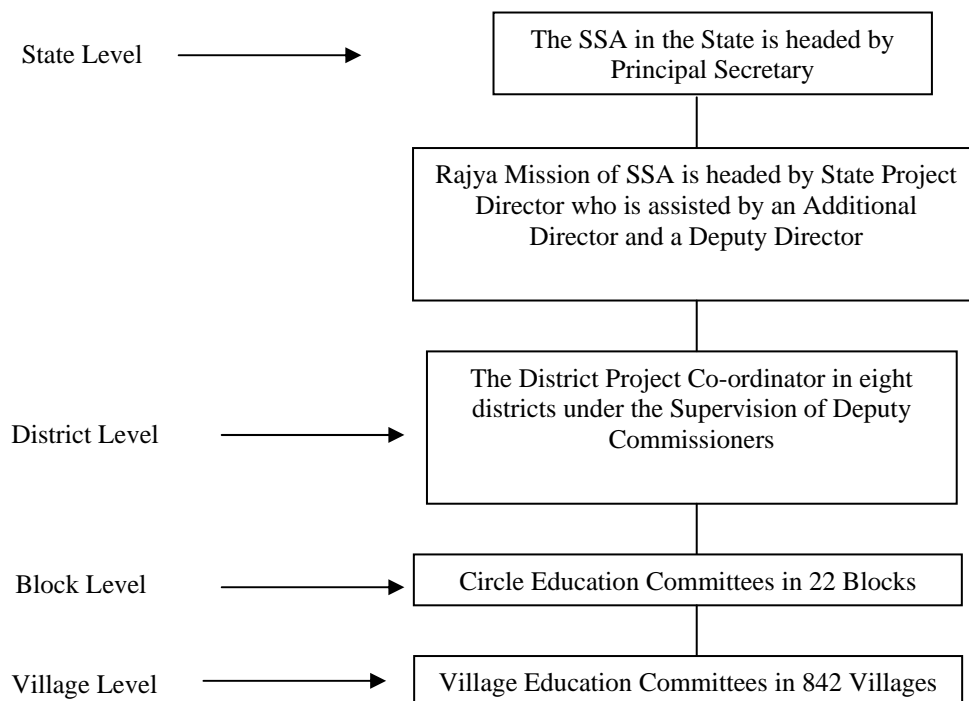 State Level
The SSA in the State is headed by
Principal Secretary
Rajya Mission of SSA is headed by State Project
Director who is assisted by an Additional
Director and a Deputy Director
District Level
The District Project Co-ordinator in eight
districts under the Supervision of Deputy
Commissioners
Block Level
Circle Education Committees in 22 Blocks
Village Level
Village Education Committees in 842 Villages